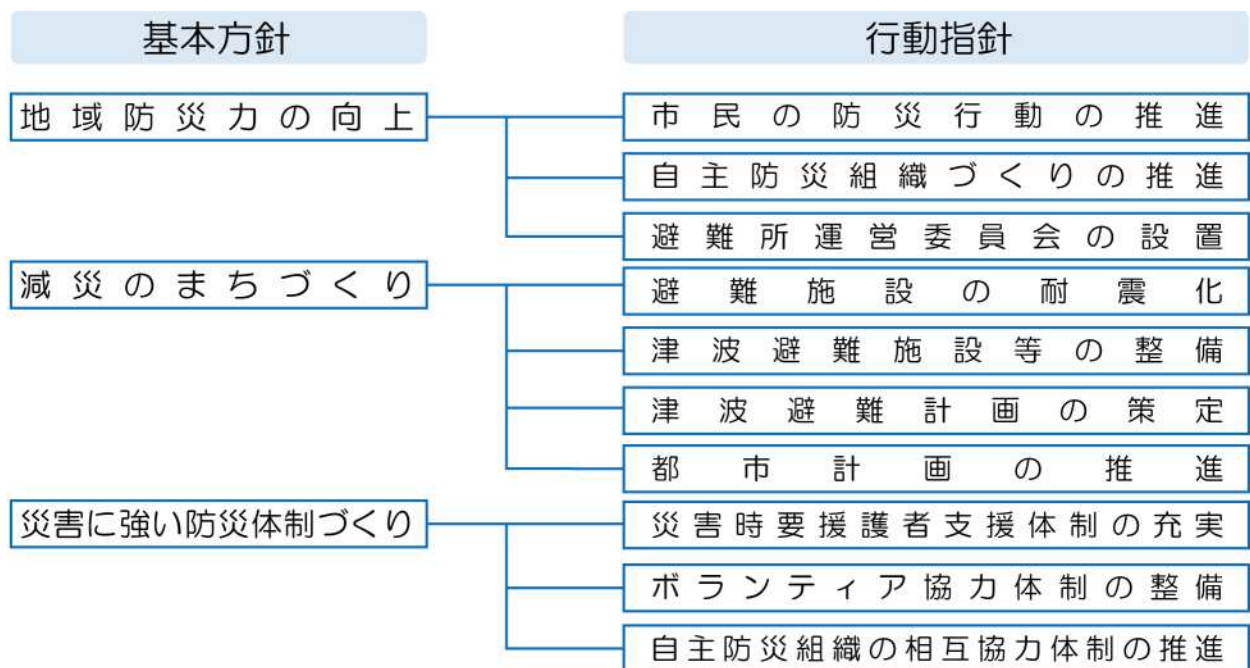 基本方針
行動指針
地域防災力の向上
市民の防災行動の推進
自主防災組織づくりの推進
避難所運営委員会の設置
減災のまちづくり
避難施設の耐震化
津波避難施設等の整備
津波避難計画の策定
都市計画の推進
災害に強い防災体制づくり
災害時要援護者支援体制の充実
ボランティア協力体制の整備
自主防災組織の相互協力体制の推進